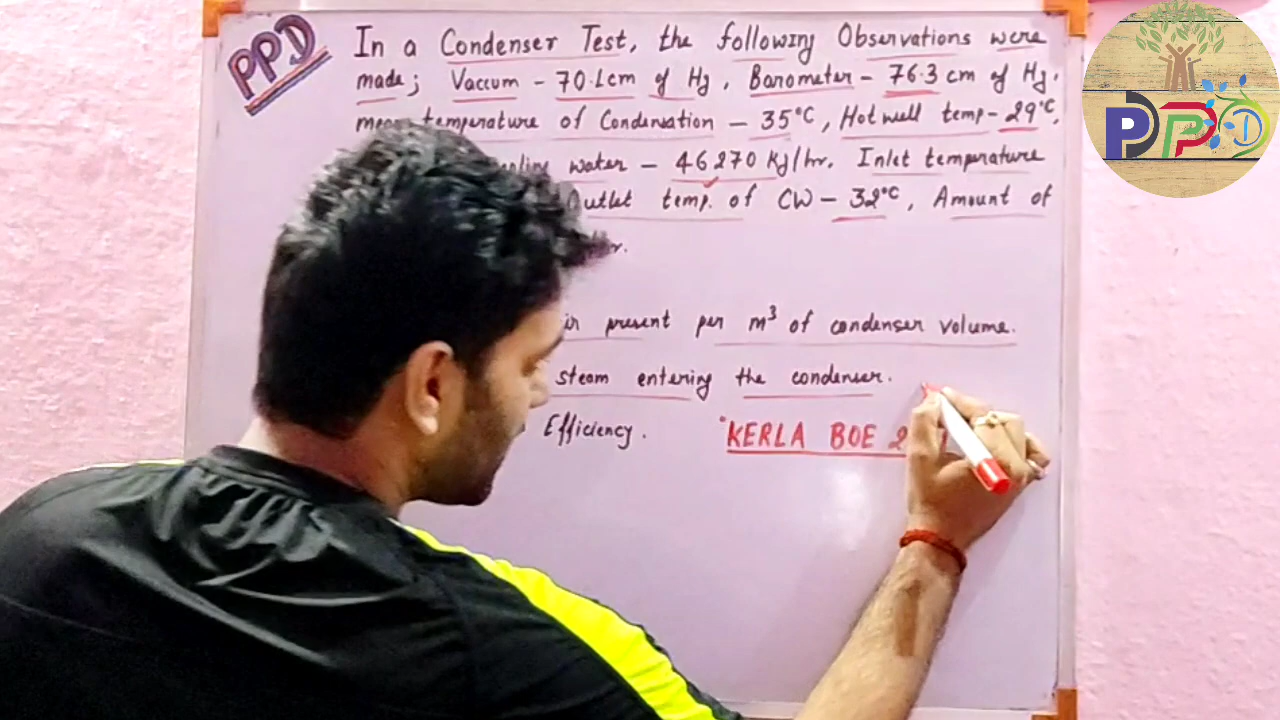 PPD
In a Condenser Test, the following Observations were
made; Vaccum - 70.1cm of Hg, Barometer - 76.3 cm of Hg.
mean temperature of Condensation - 35°C, Hot well temp - 29°C,
water - 46270 Kg/hr. Inlet temperature
Outlet temp. of CW - 32°C, Amount of
present per m³ of condenser volume.
steam entering the condenser.
Efficiency.
"KERLA BOE
PPD